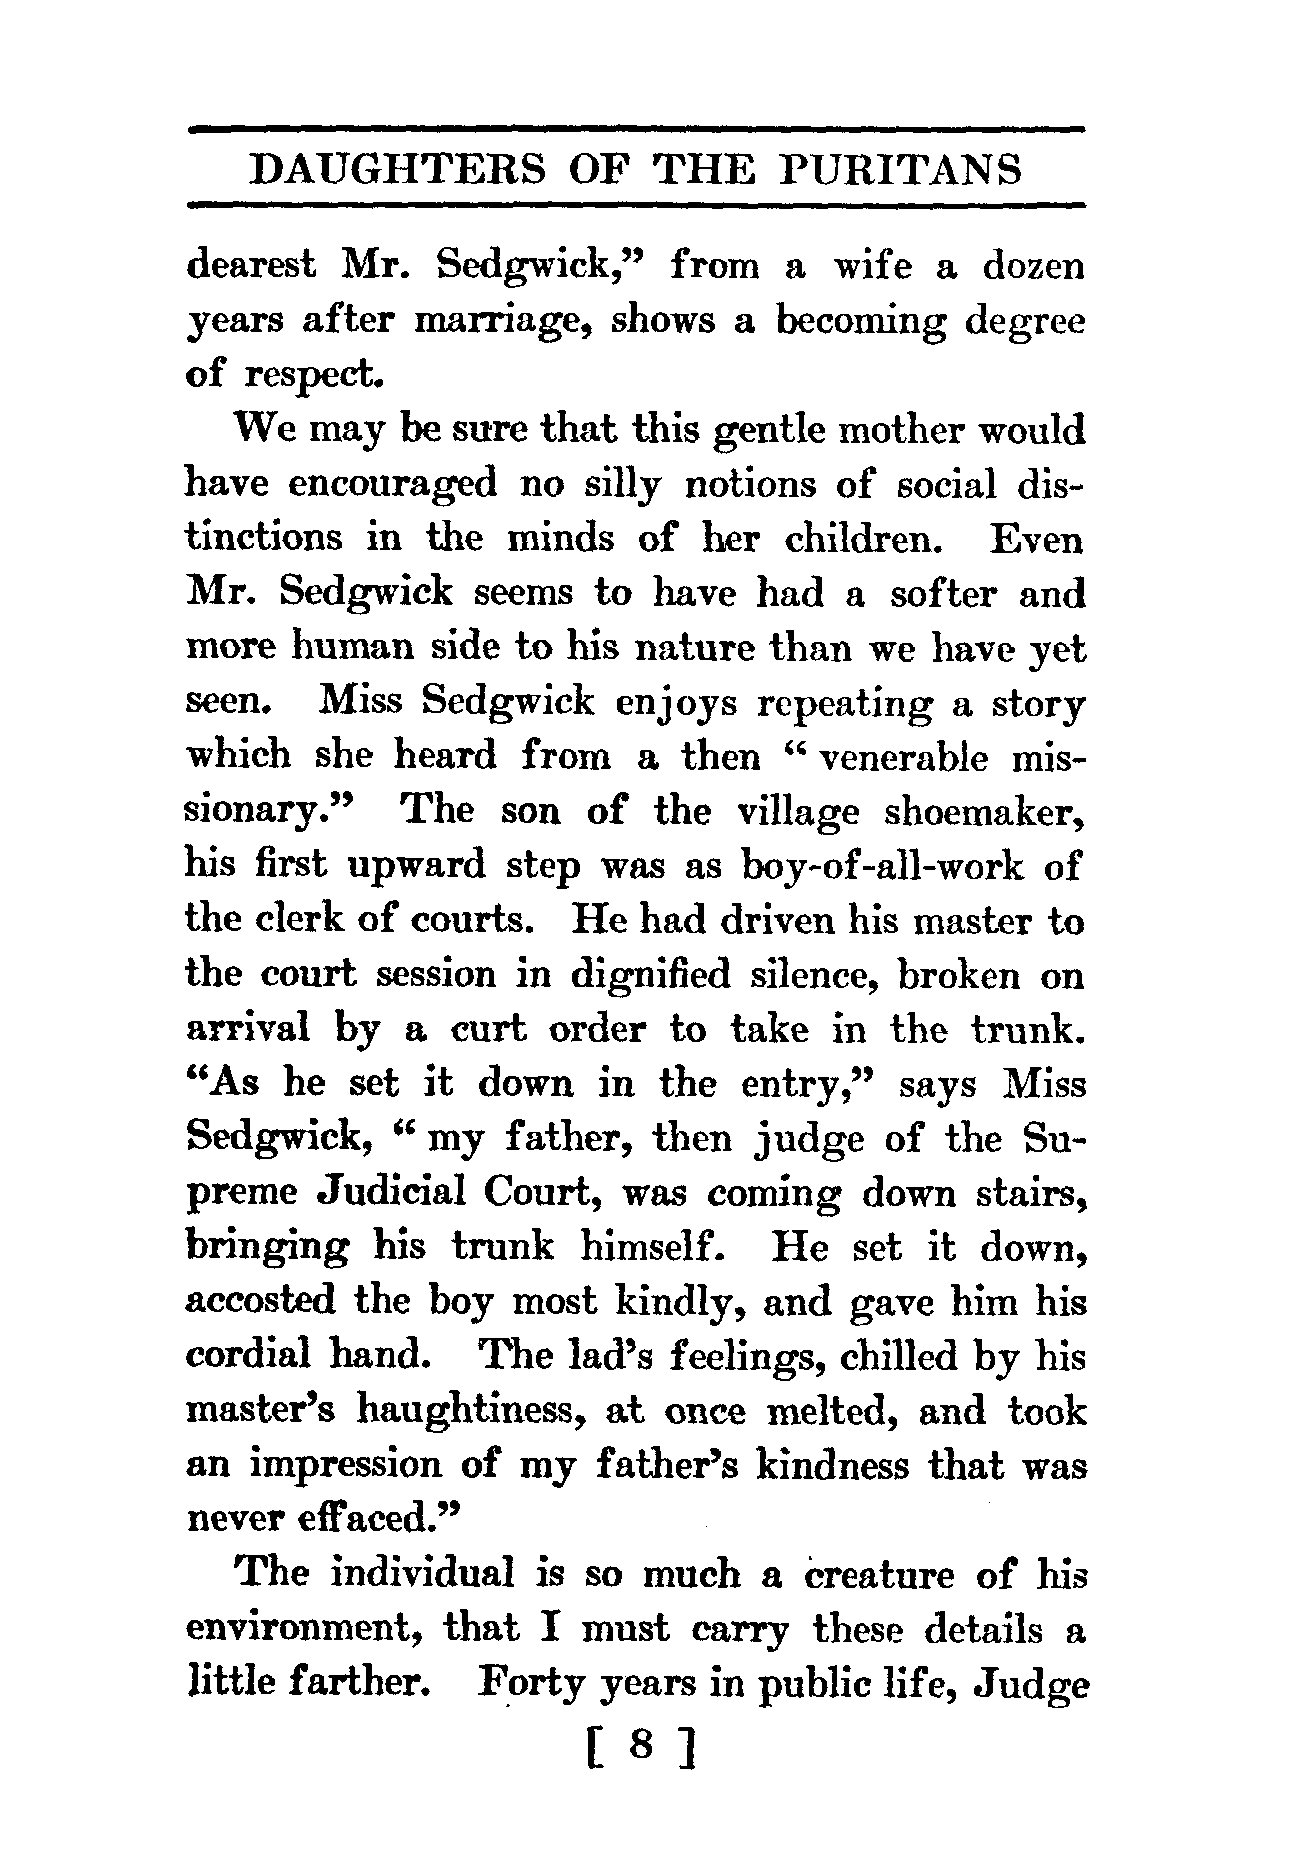 DAUGHTERS OF THE PURITANS
dearest Mr. Sedgwick,” from a wife a dozen
years after marriage, shows a becoming degree
of respect.
We may be sure that this gentle mother would
have encouraged no silly notions of social dis-
tinctions in the minds of her children. Even
Mr. Sedgwick seems to have had a softer and
more human side to his nature than we have yet
seen. Miss Sedgwick enjoys repeating a story
which she heard from a then “ venerable mis-
sionary.” The son of the village shoemaker,
his first upward step was as boy-of-all-work of
the clerk of courts. He had driven his master to
the court session in dignified silence, broken on
arrival by a curt order to take in the trunk.
“As he set it down in the entry,” says Miss
Sedgwick, “ my father, then judge of the Su-
preme Judicial Court, was coming down stairs,
bringing his trunk himself. He set it down,
accosted the boy most kindly, and gave him his
cordial hand. The lad’s feelings, chilled by his
master’s haughtiness, at once melted, and took
an impression of my father’s kindness that was
never effaced.”
The individual is so much a creature of his
environment, that I must carry these details a
little farther. Forty years in public life, Judge
[ 8 ]